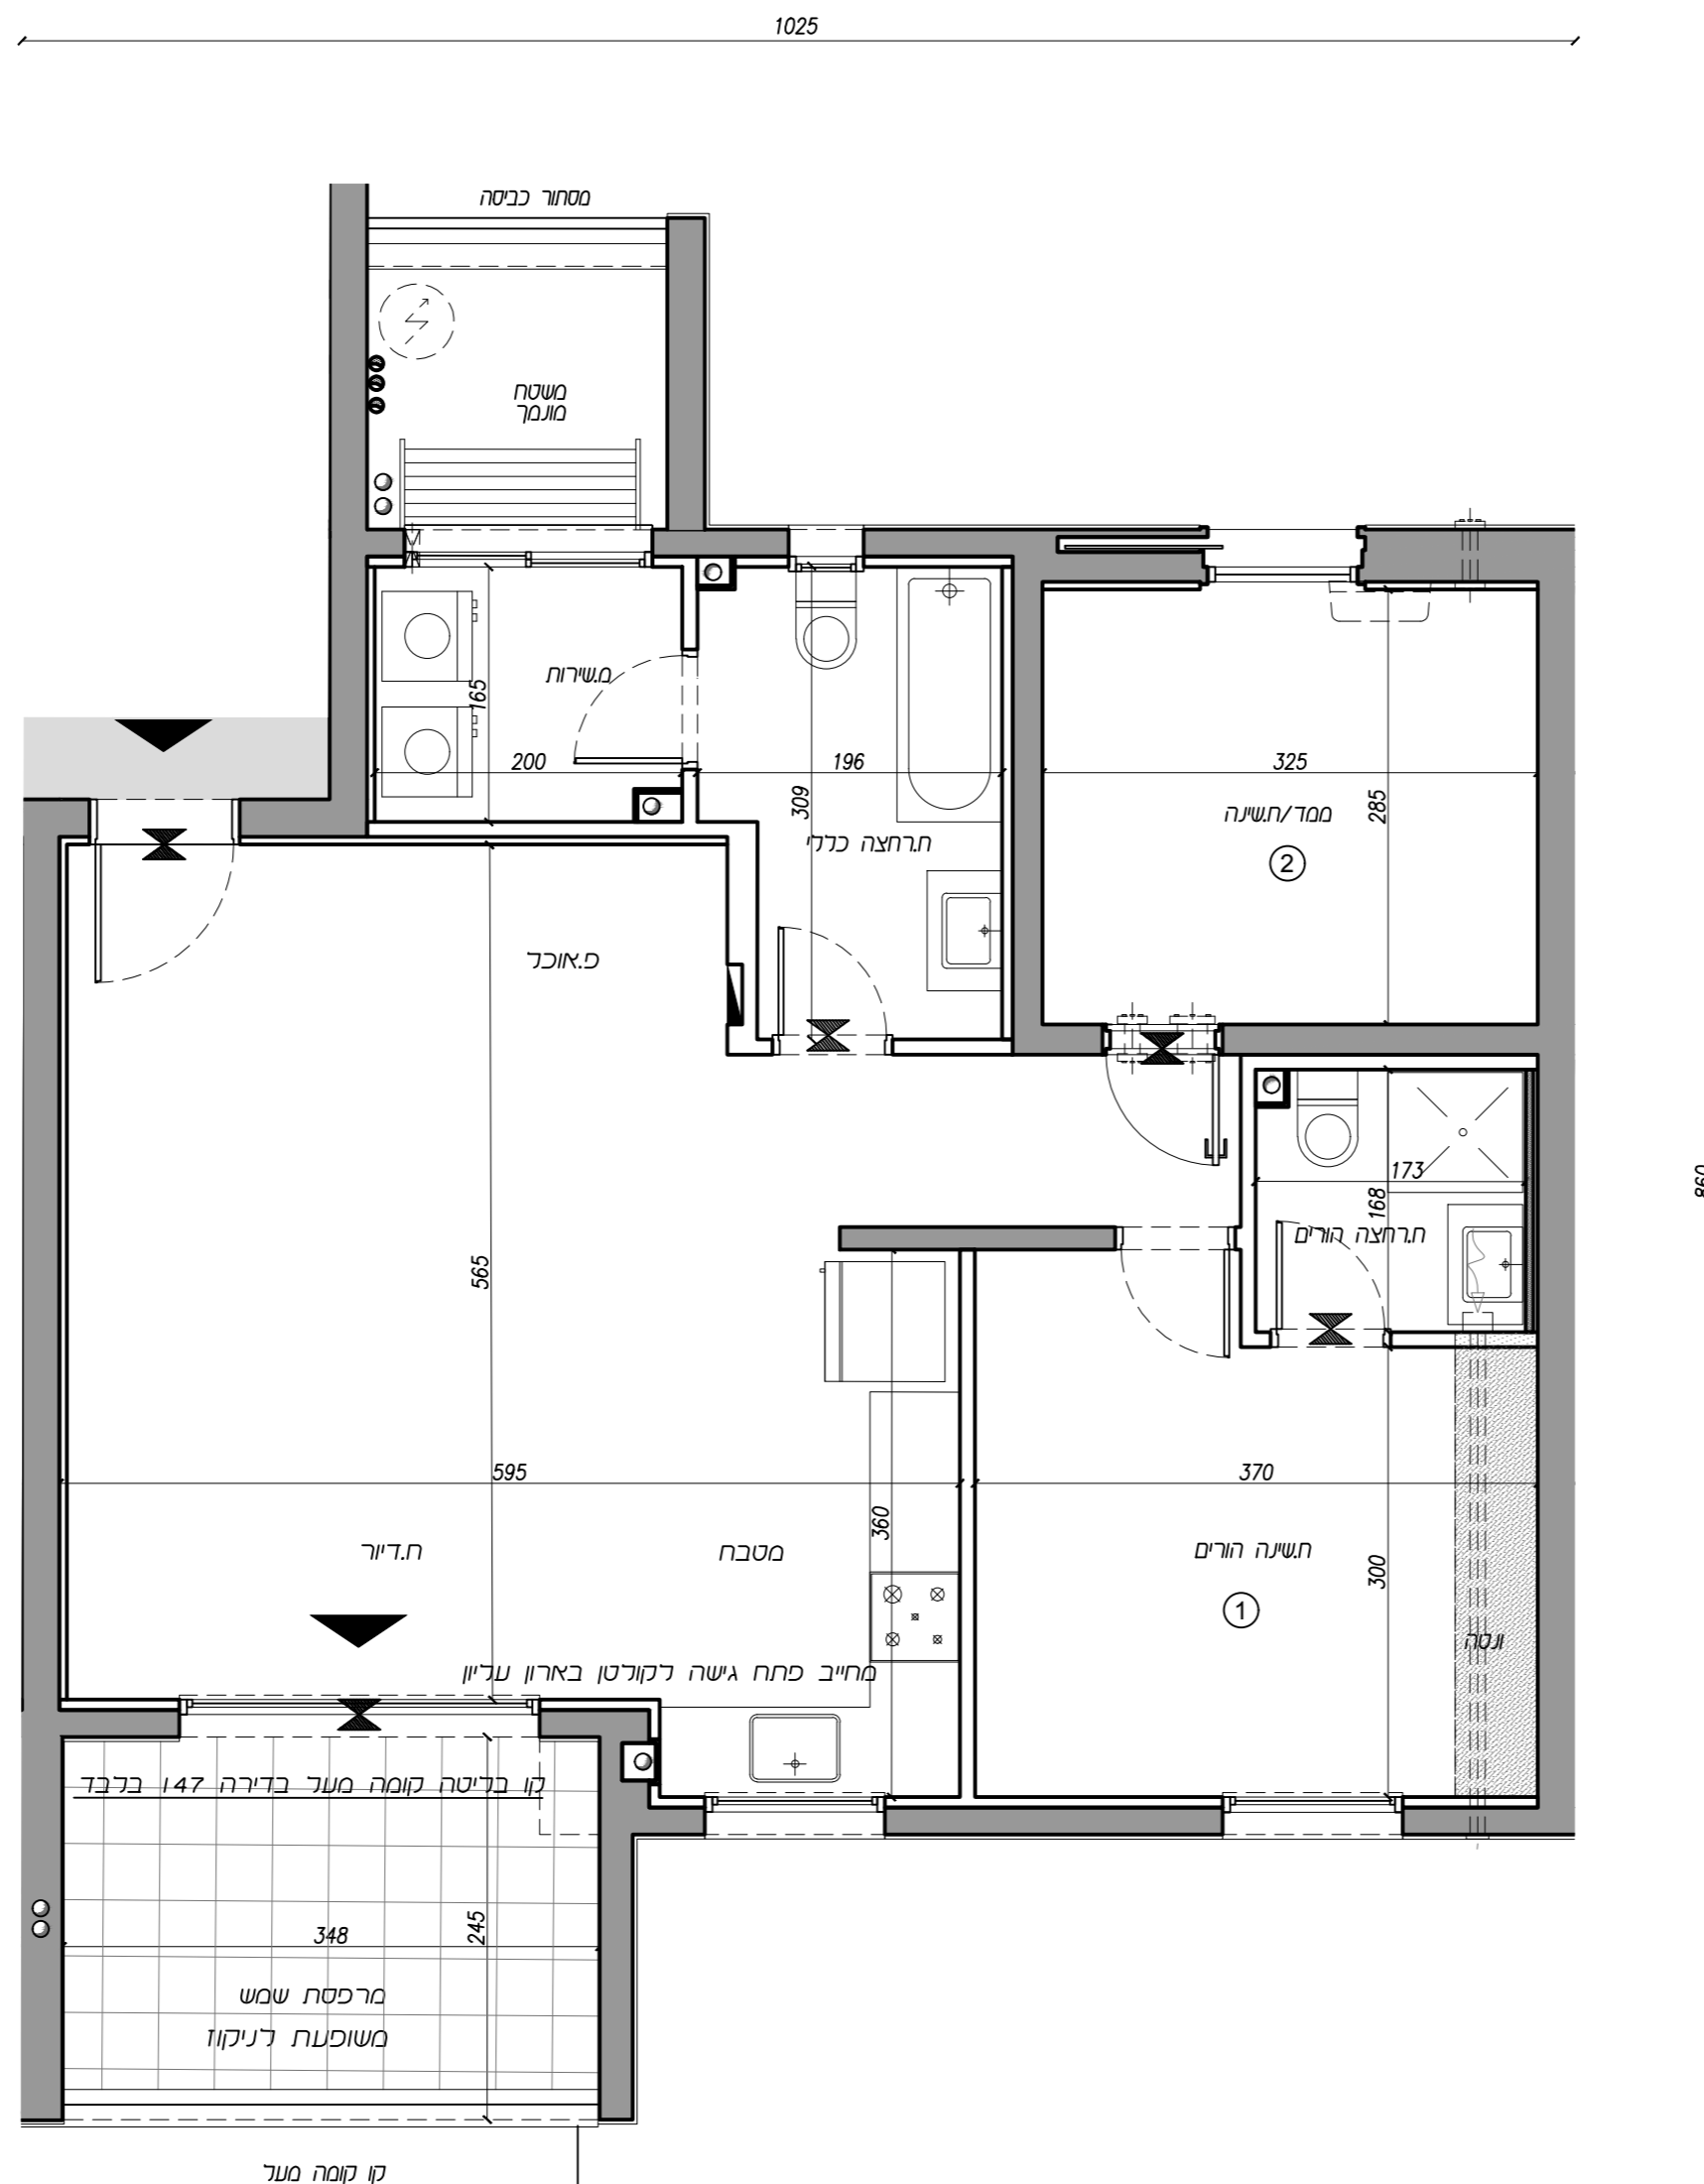 1025
מסתור כביסה
משטח
מונמך
מ.שירות
165
200
196
309
ח.רחצה כללי
325
285
ממד/ח.שינה
2
פ.אוכל
173
168
ח.רחצה הורים
860
565
595
360
370
300
ח.דיור
מטבח
ח.שינה הורים
1
ונטה
מחייב פתח גישה לקולטן בארון עליון
קו בליטה קומה מעל בדירה 147 בלבד
348
245
מרפסת שמש
משופעת לניקוז
קו קומה מעל